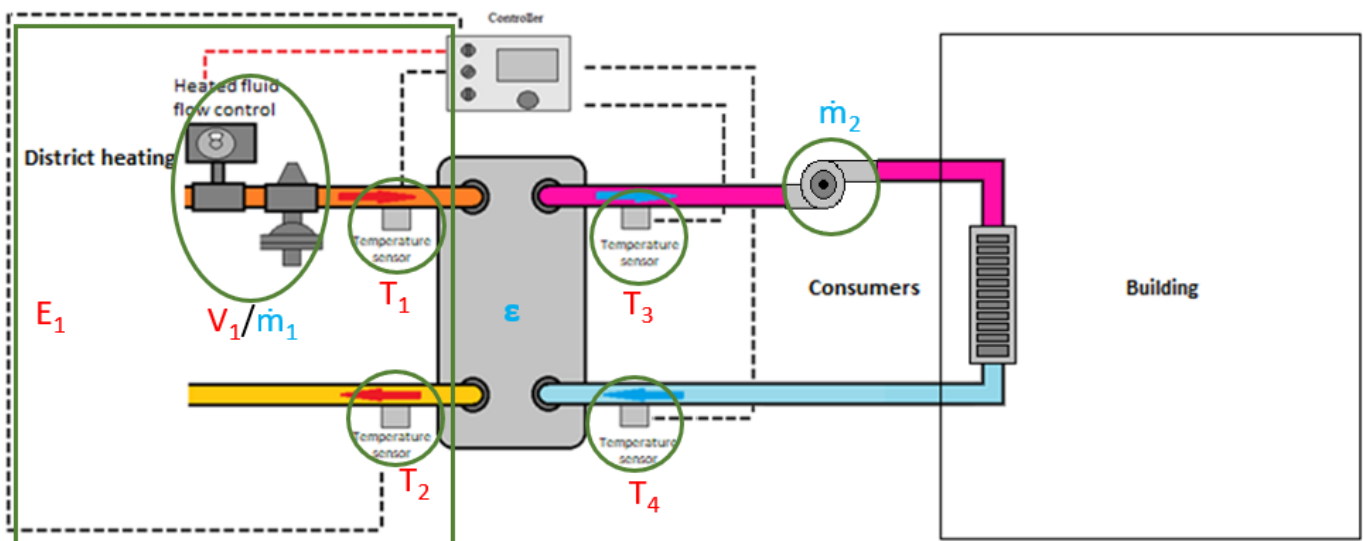 Controller
Heated fluid
flow control
District heating
ṁ₂
Temperature
sensor
T₁
Temperature
sensor
T₃
E₁
V₁/ṁ₁
ε
Consumers
Building
Temperature
sensor
T₂
Temperature
sensor
T₄